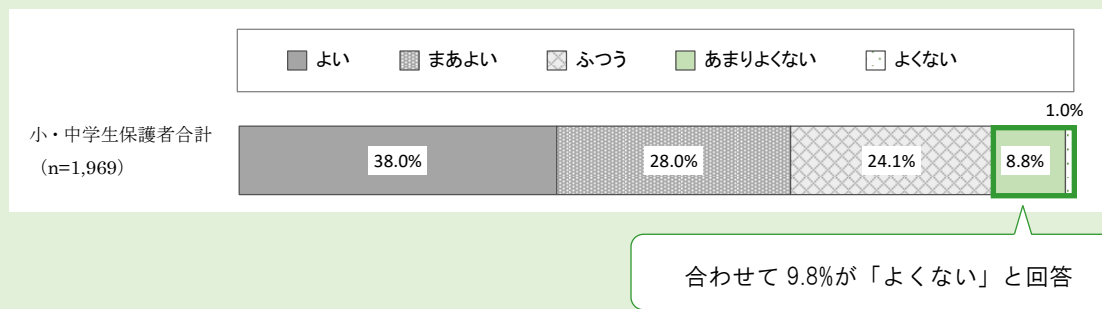 よい まあよい ふつう あまりよくない よくない
1.0%
小・中学生保護者合計
(n=1,969)
38.0% 28.0% 24.1% 8.8%
合わせて 9.8%が「よくない」と回答